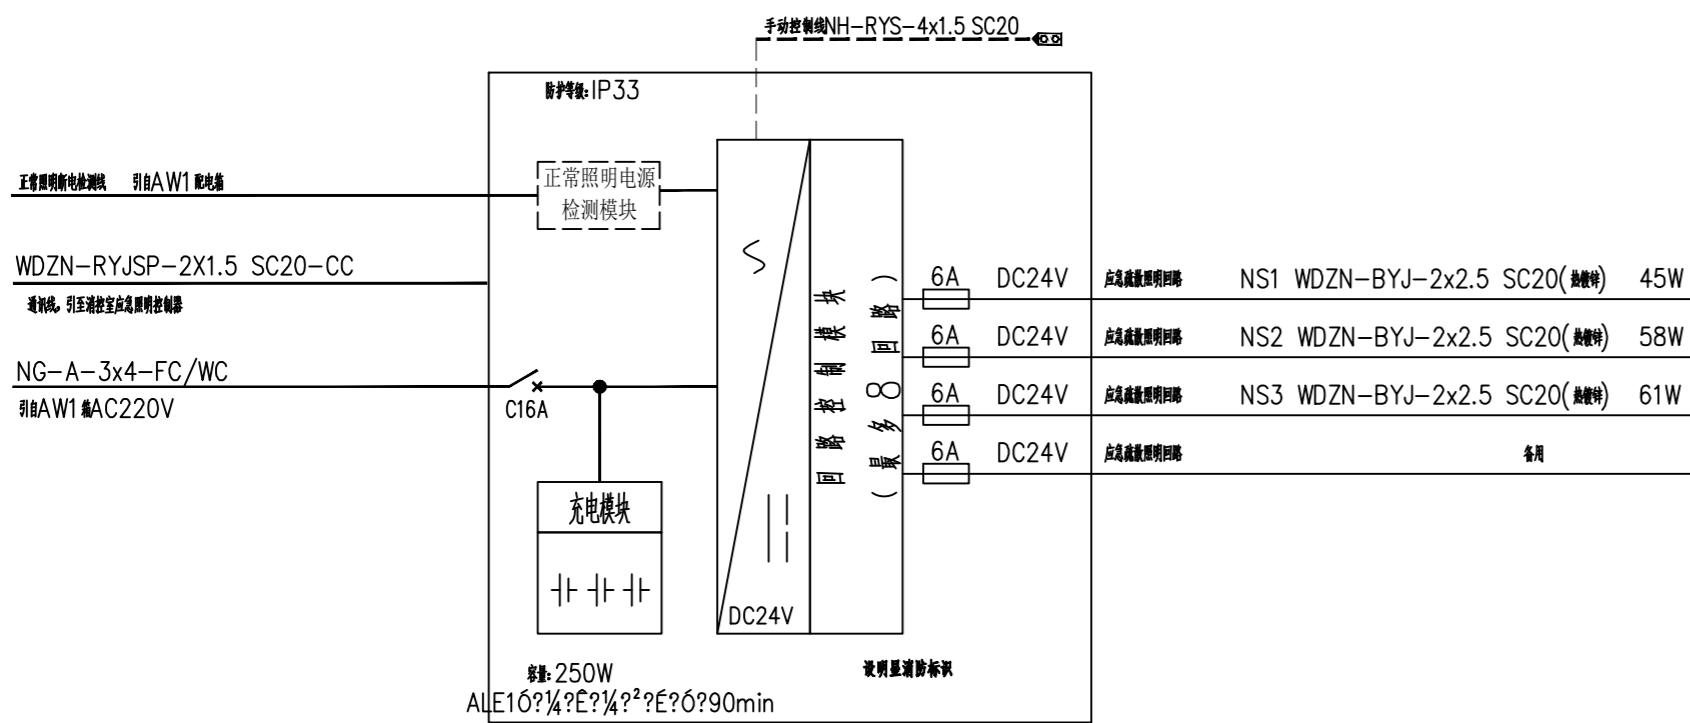 手动控制线NH-RYS-4x1.5 SC20
防护等级:IP33
正常照明断电检测线 引自AW1配电箱
正常照明电源
检测模块
WDZN-RYJSP-2X1.5 SC20-CC
通讯线，引至消控室应急照明控制器
NG-A-3x4-FC/WC
引自AW1箱AC220V
C16A
充电模块
DC24V
回路控制模块
(最多8回路)
6A DC24V 应急疏散照明回路 NS1 WDZN-BYJ-2x2.5 SC20(热镀锌) 45W
6A DC24V 应急疏散照明回路 NS2 WDZN-BYJ-2x2.5 SC20(热镀锌) 58W
6A DC24V 应急疏散照明回路 NS3 WDZN-BYJ-2x2.5 SC20(热镀锌) 61W
6A DC24V 应急疏散照明回路 备用
容量:250W
设明显消防标识
ALE1Ó?¼?Ê?¼?²?É?Ó?90min